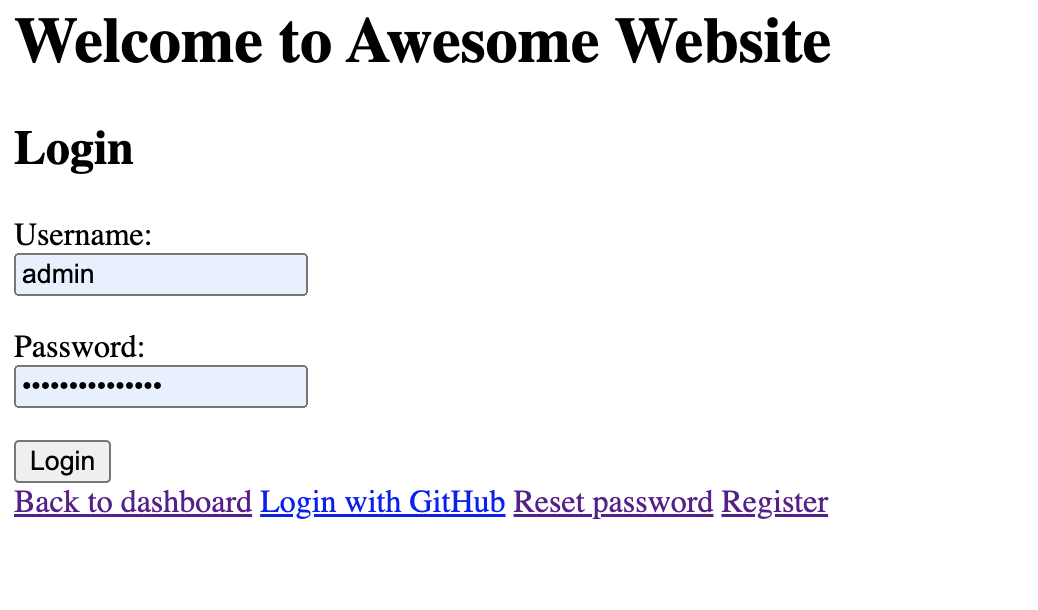 Welcome to Awesome Website
Login
Username:
admin
Password:
•••••••••••••••
Login
Back to dashboard Login with GitHub Reset password Register